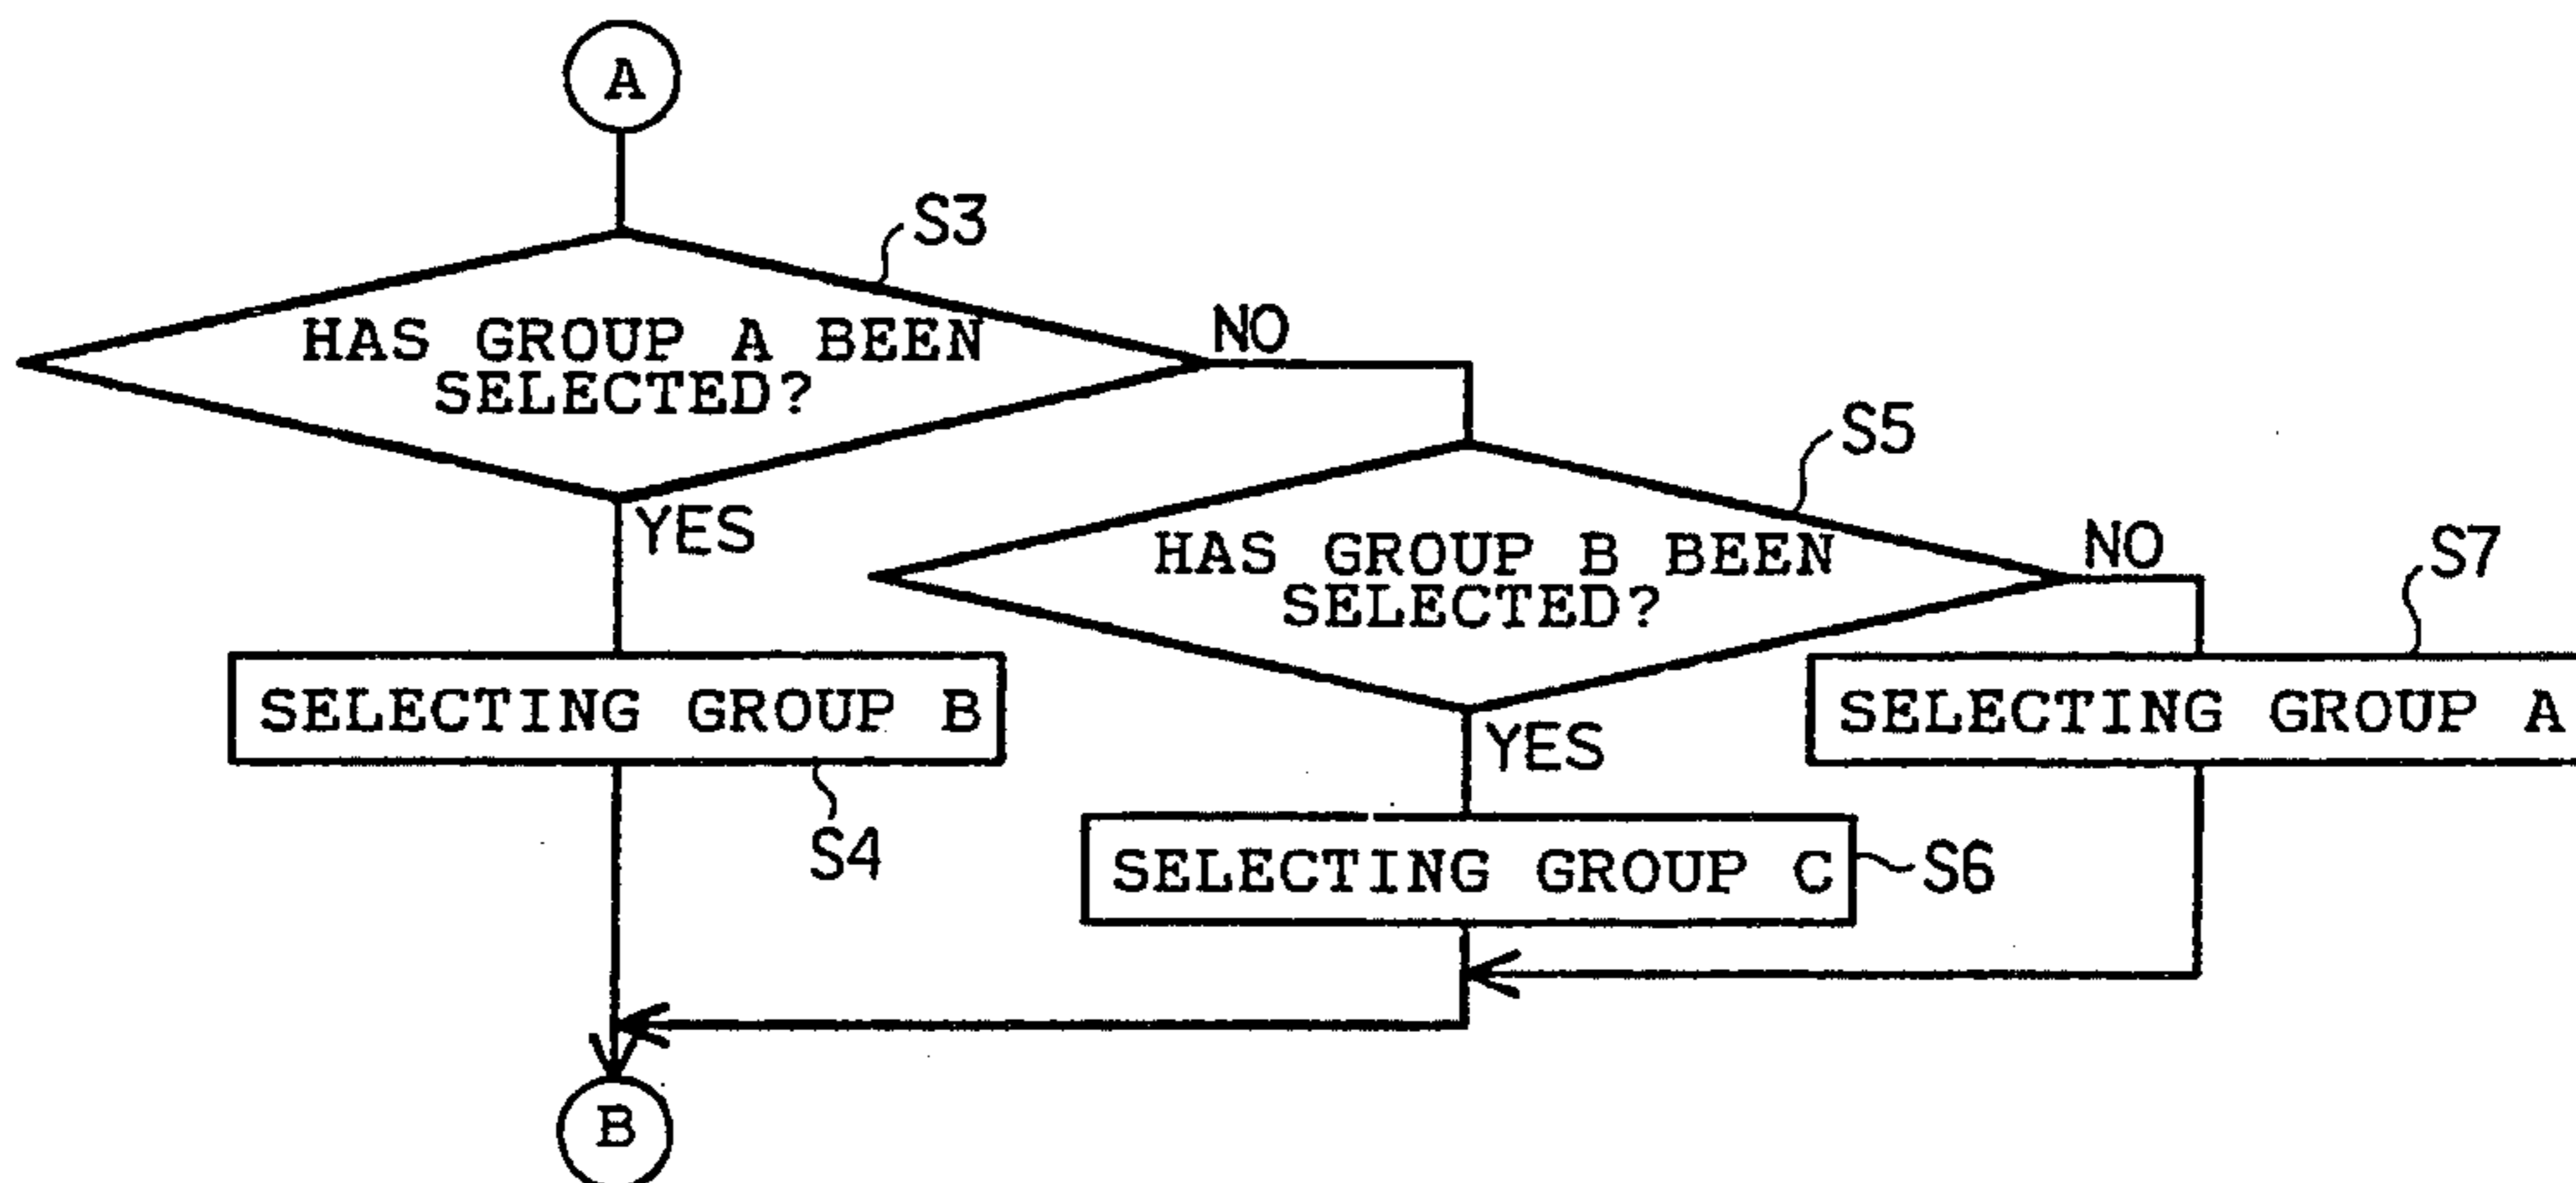 A
S3
HAS GROUP A BEEN
SELECTED?
NO
YES
S5
HAS GROUP B BEEN
SELECTED?
NO
YES
S7
SELECTING GROUP B
S4
SELECTING GROUP A
SELECTING GROUP C
S6
B